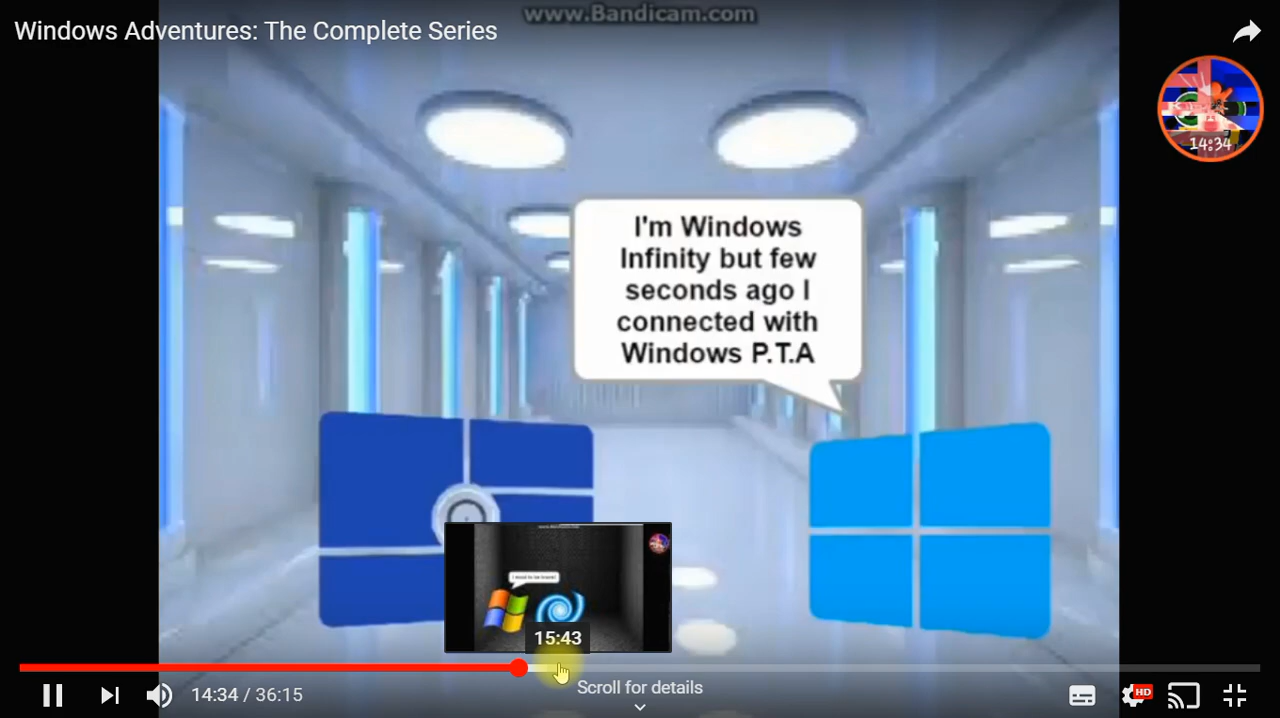 www.Bandicam.com
Windows Adventures: The Complete Series
14:34
I'm Windows
Infinity but few
seconds ago I
connected with
Windows P.T.A
15:43
14:34 / 36:15
Scroll for details
HD